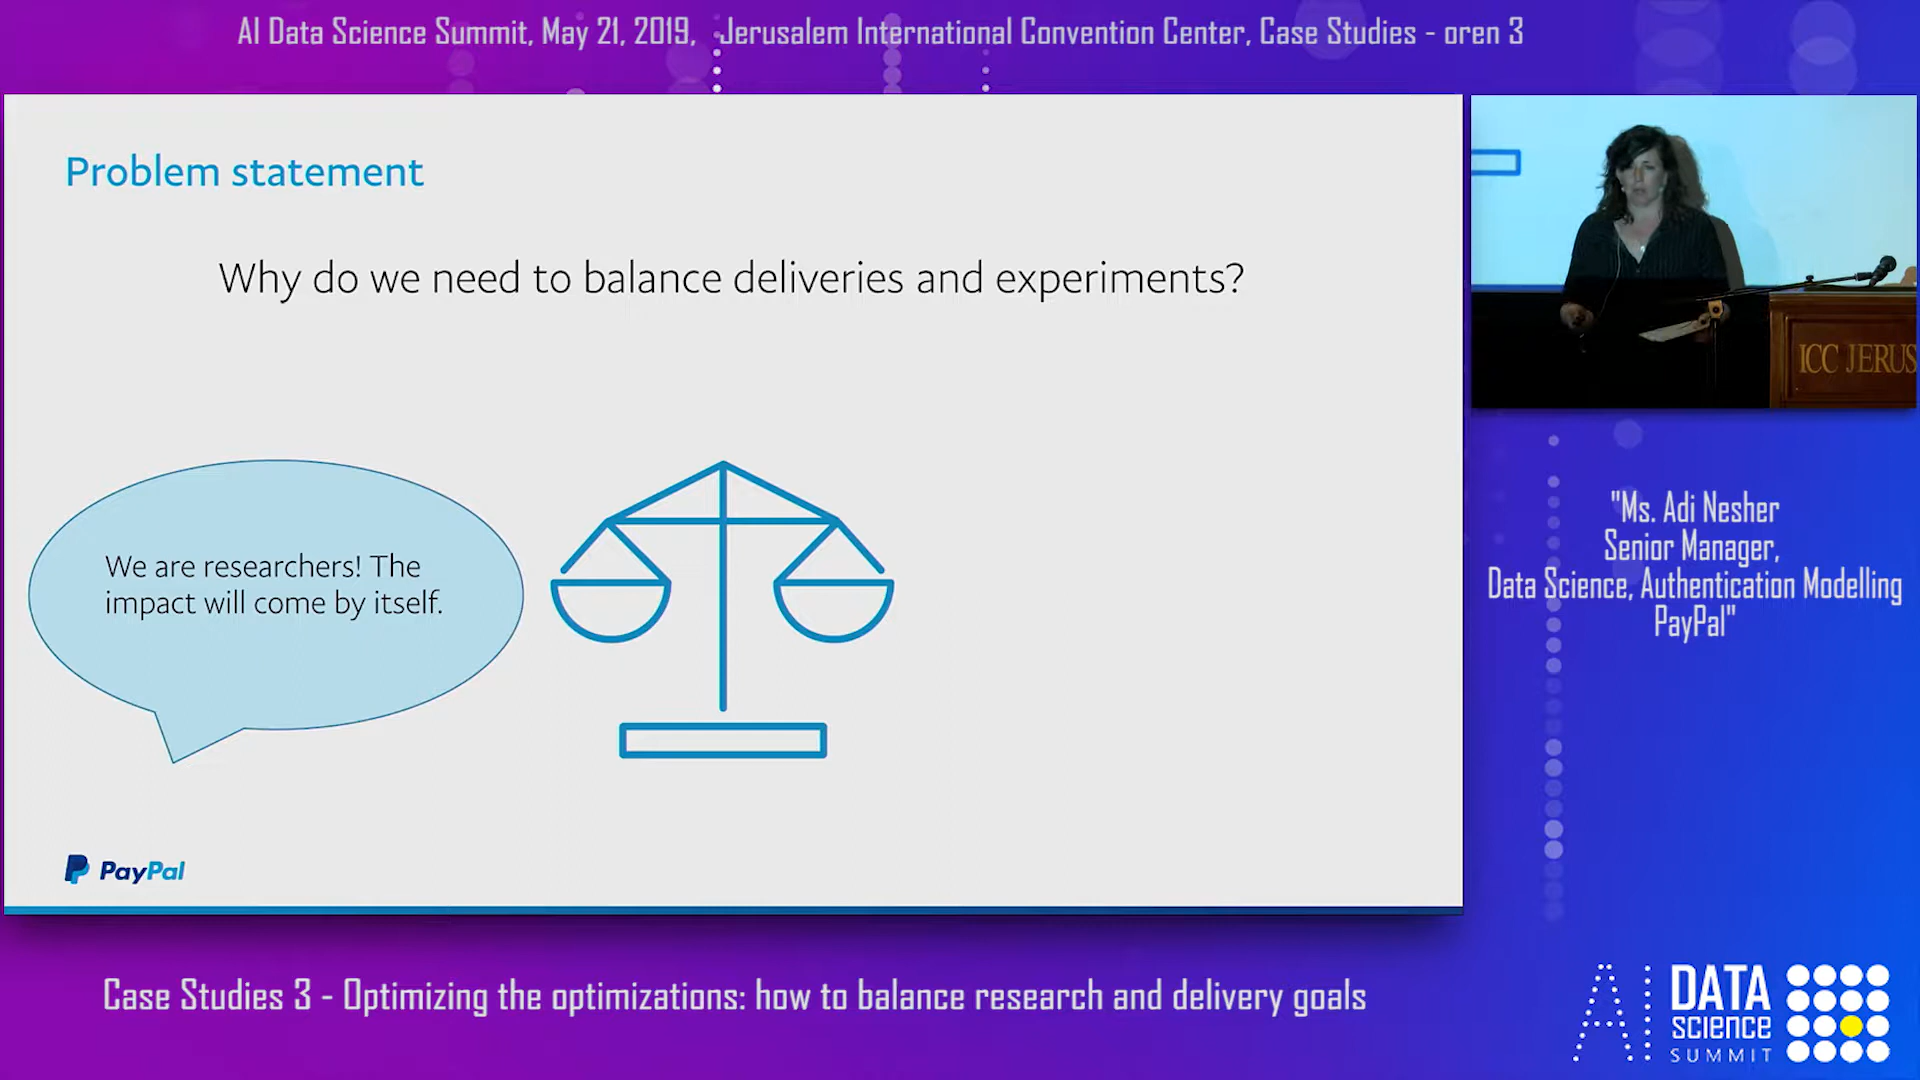 AI Data Science Summit, May 21, 2019, Jerusalem International Convention Center, Case Studies - oren 3
Problem statement
Why do we need to balance deliveries and experiments?
We are researchers! The
impact will come by itself.
PayPal
ICC JERUS
"Ms. Adi Nesher
Senior Manager,
Data Science, Authentication Modelling
PayPal"
Case Studies 3 - Optimizing the optimizations: how to balance research and delivery goals
AI DATA
SCIENCE
SUMMIT